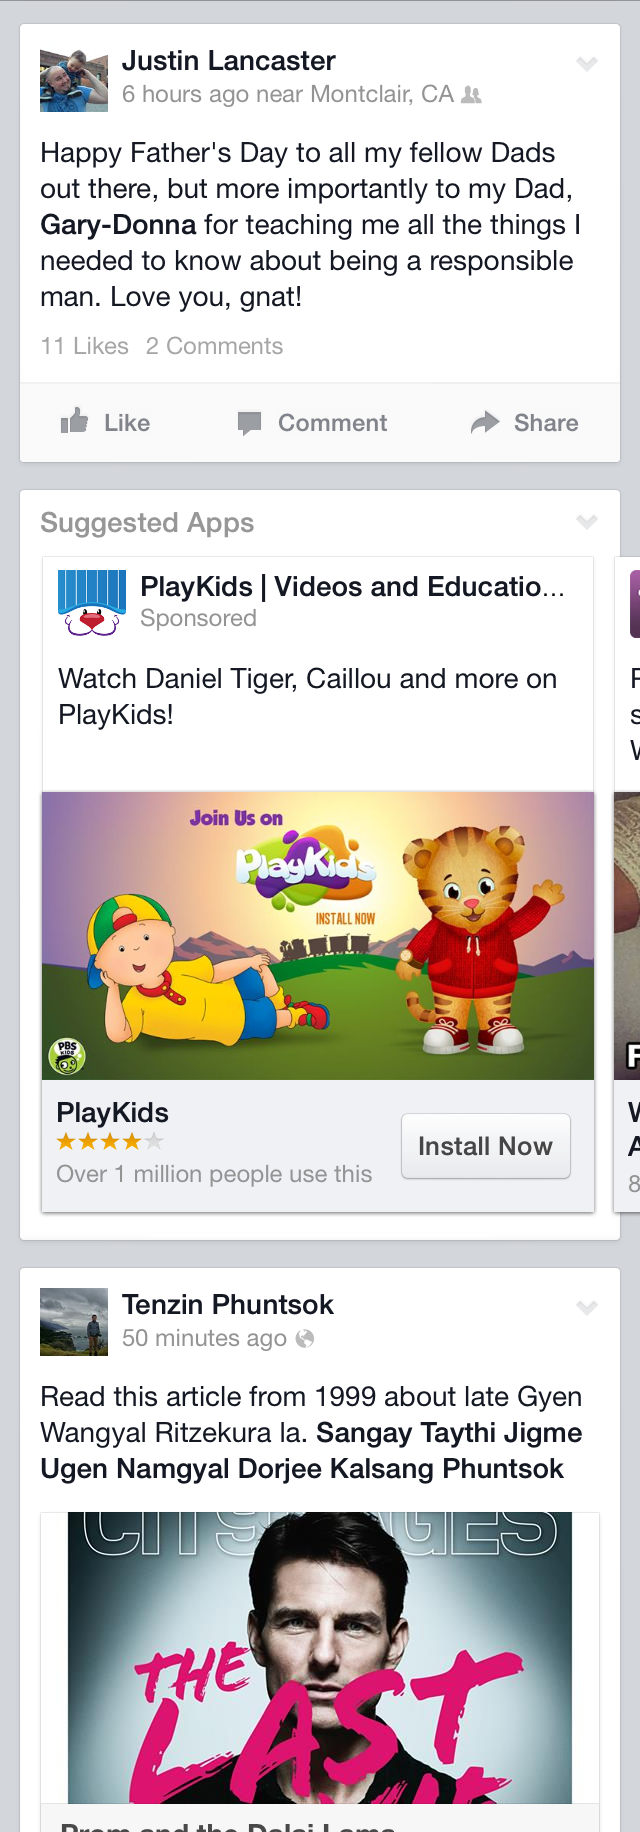 Justin Lancaster
6 hours ago near Montclair, CA
Happy Father's Day to all my fellow Dads
out there, but more importantly to my Dad,
Gary-Donna for teaching me all the things I
needed to know about being a responsible
man. Love you, gnat!
11 Likes 2 Comments
Like Comment Share
Suggested Apps
PlayKids | Videos and Educatio...
Sponsored
Watch Daniel Tiger, Caillou and more on
PlayKids!
Join Us on
PlayKids
INSTALL NOW
PBS
KIDS
PlayKids
Install Now
Over 1 million people use this
Tenzin Phuntsok
50 minutes ago
Read this article from 1999 about late Gyen
Wangyal Ritzekura la. Sangay Taythi Jigme
Ugen Namgyal Dorjee Kalsang Phuntsok
THE
LAST
Prom and the Dalai Lama